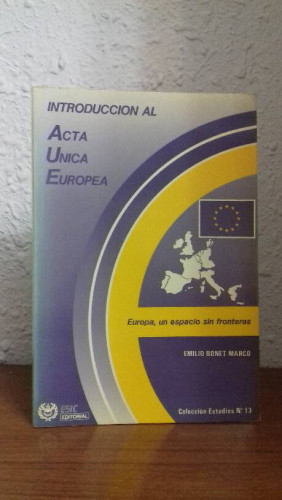 INTRODUCCION AL
ACTA
UNICA
EUROPEA
Europa, un espacio sin fronteras
EMILIO BONET MARCO
ESIC
EDITORIAL
Colección Estudios Nº 13